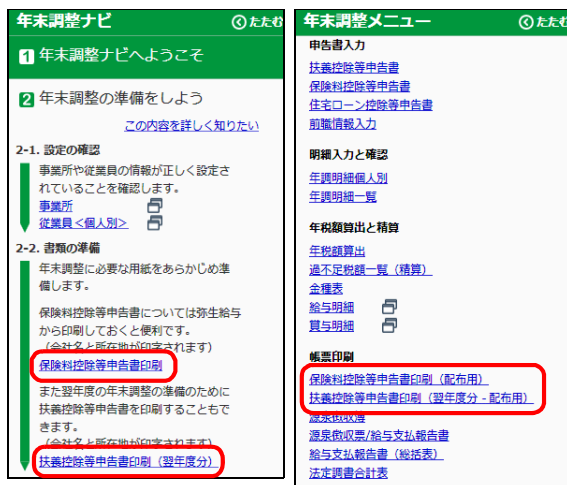 年末調整ナビ
たたむ
1 年末調整ナビへようこそ
2 年末調整の準備をしよう
この内容を詳しく知りたい
2-1. 設定の確認
事業所や従業員の情報が正しく設定さ
れていることを確認します。
事業所
従業員<個人別>
2-2. 書類の準備
年末調整に必要な用紙をあらかじめ準
備します。
保険料控除等申告書については弥生給与
から印刷しておくと便利です。
（会社名と所在地が印字されます）
保険料控除等申告書印刷
また翌年度の年末調整の準備のために
扶養控除等申告書を印刷することもで
きます。
（会社名と所在地が印字されます）
扶養控除等申告書印刷（翌年度分）
年末調整メニュー
たたむ
申告書入力
扶養控除等申告書
保険料控除等申告書
住宅ローン控除等申告書
前職情報入力
明細入力と確認
年調明細個人別
年調明細一覧
年税額算出と精算
年税額算出
過不足税額一覧（精算）
金種表
給与明細
賞与明細
帳票印刷
保険料控除等申告書印刷（配布用）
扶養控除等申告書印刷（翌年度分 - 配布用）
源泉徴収簿
源泉徴収票/給与支払報告書
給与支払報告書（総括表）
法定調書合計表